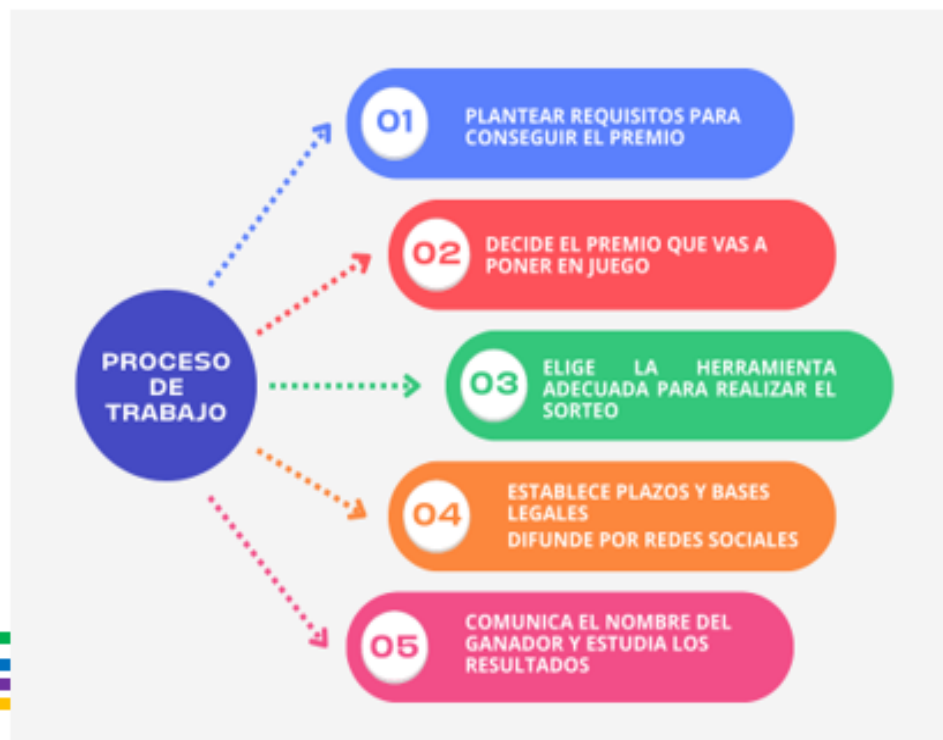 PROCESO
DE
TRABAJO
01
PLANTEAR REQUISITOS PARA
CONSEGUIR EL PREMIO
02
DECIDE EL PREMIO QUE VAS A
PONER EN JUEGO
03
ELIGE LA HERRAMIENTA
ADECUADA PARA REALIZAR EL
SORTEO
04
ESTABLECE PLAZOS Y BASES
LEGALES
DIFUNDE POR REDES SOCIALES
05
COMUNICA EL NOMBRE DEL
GANADOR Y ESTUDIA LOS
RESULTADOS